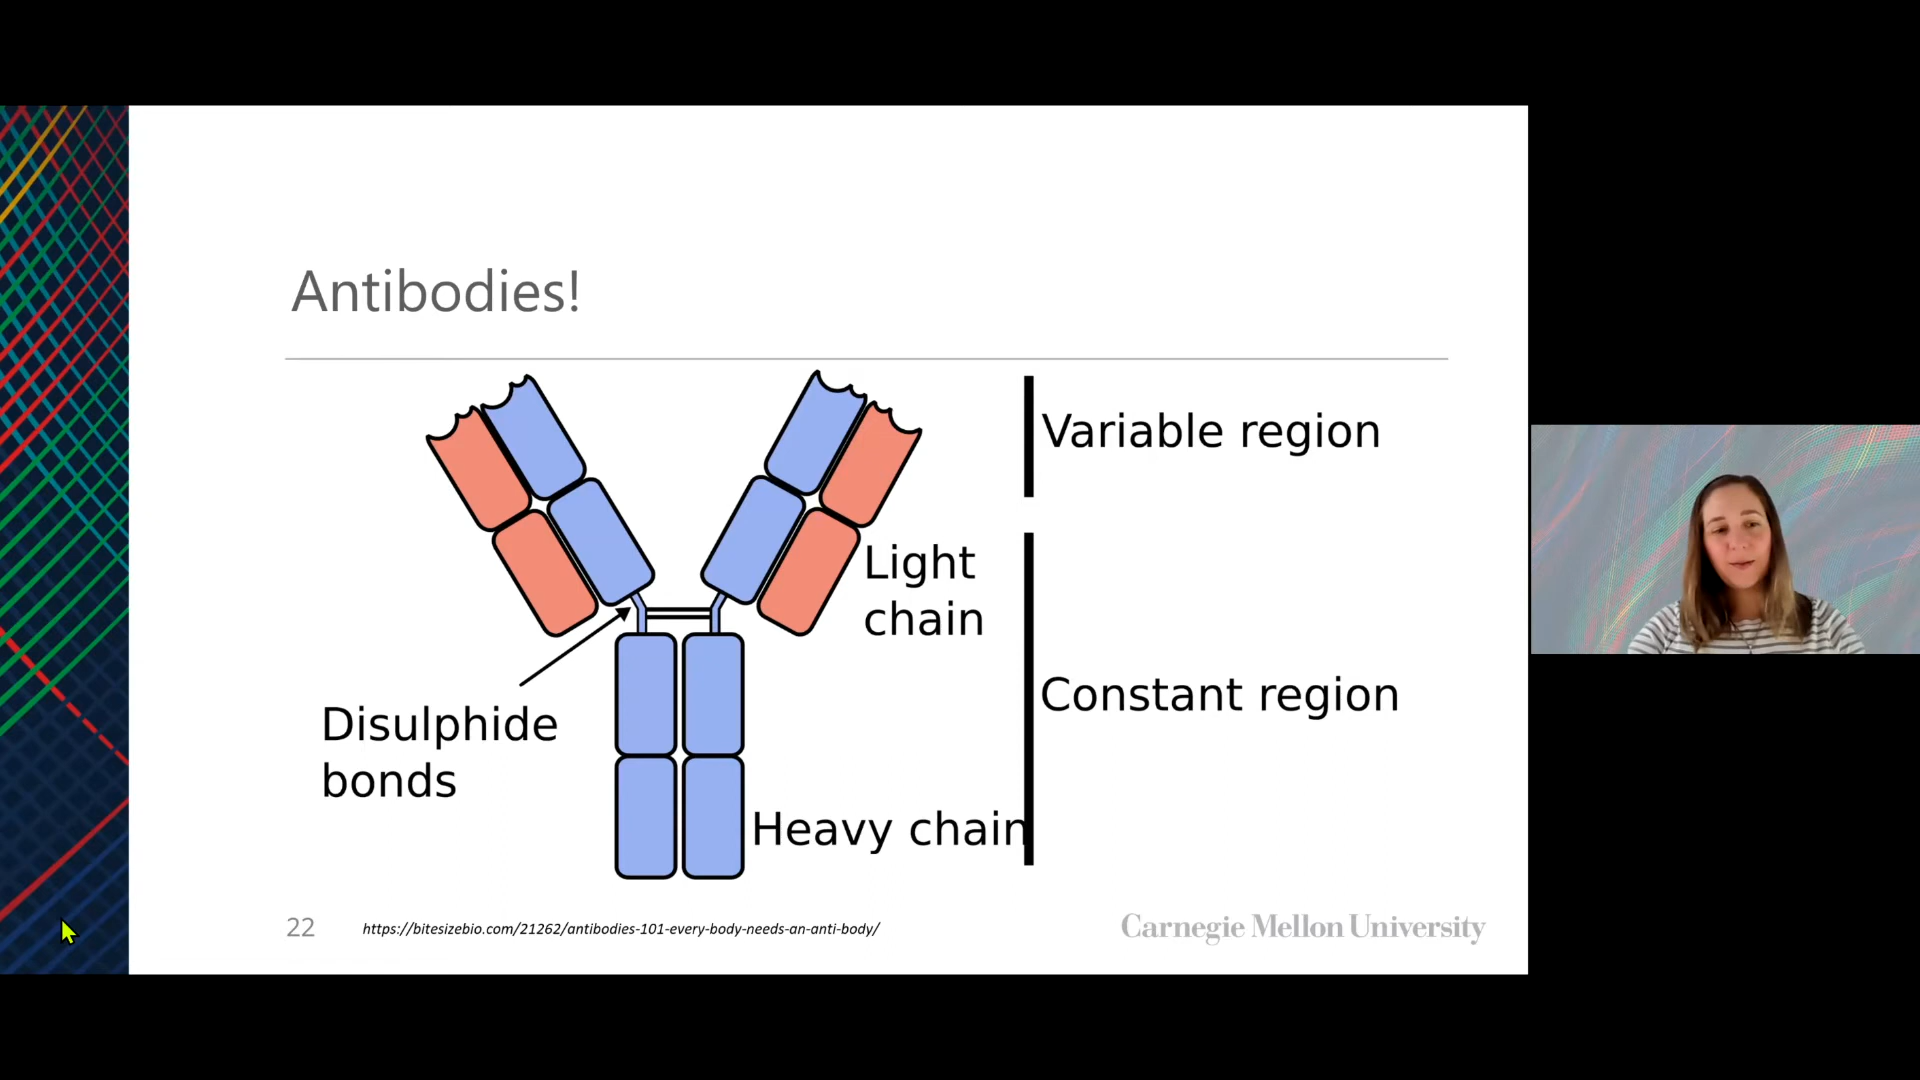 Antibodies!
Variable region
Light
chain
Constant region
Disulphide
bonds
Heavy chain
22
https://bitesizebio.com/21262/antibodies-101-every-body-needs-an-anti-body/
Carnegie Mellon University